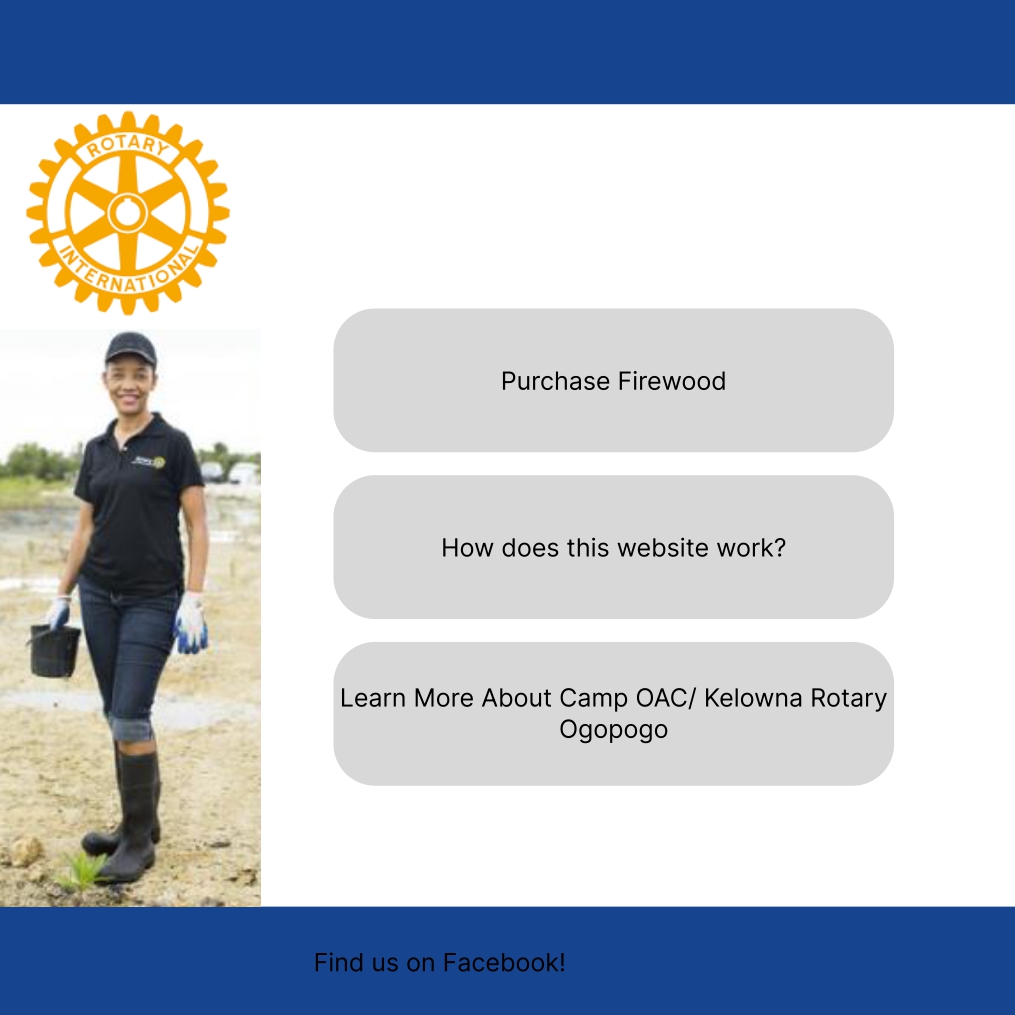 ROTARY
INTERNATIONAL
Rotary
Purchase Firewood
How does this website work?
Learn More About Camp OAC/ Kelowna Rotary
Ogopogo
Find us on Facebook!